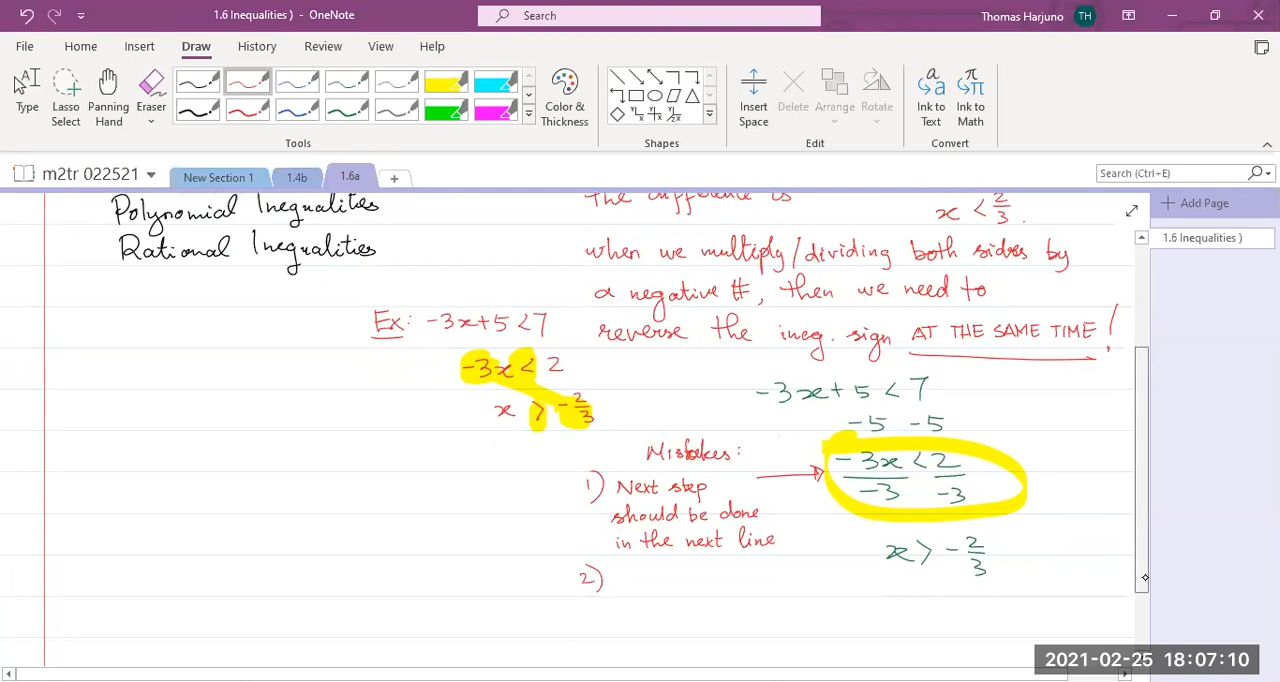 1.6 Inequalities ) - OneNote
Search
Thomas Harjuno
TH
File Home Insert Draw History Review View Help
Type
Lasso Select
Panning Hand
Eraser
Color & Thickness
Insert Space
Delete
Arrange
Rotate
Ink to Text
Ink to Math
Tools
Shapes
Edit
Convert
m2tr 022521
New Section 1
1.4b
1.6a
Search (Ctrl+E)
Add Page
1.6 Inequalities )
Polynomial Inequalities
Rational Inequalities
The difference is
x < 2/3.
when we multiply/dividing both sides by
a negative #, then we need to
reverse the ineq. sign AT THE SAME TIME !
Ex: -3x+5 < 7
-3x < 2
x > -2/3
-3x + 5 < 7
-5 -5
-3x < 2
-3 -3
x > -2/3
Mistakes:
1) Next step
should be done
in the next line
2)
2021-02-25 18:07:10